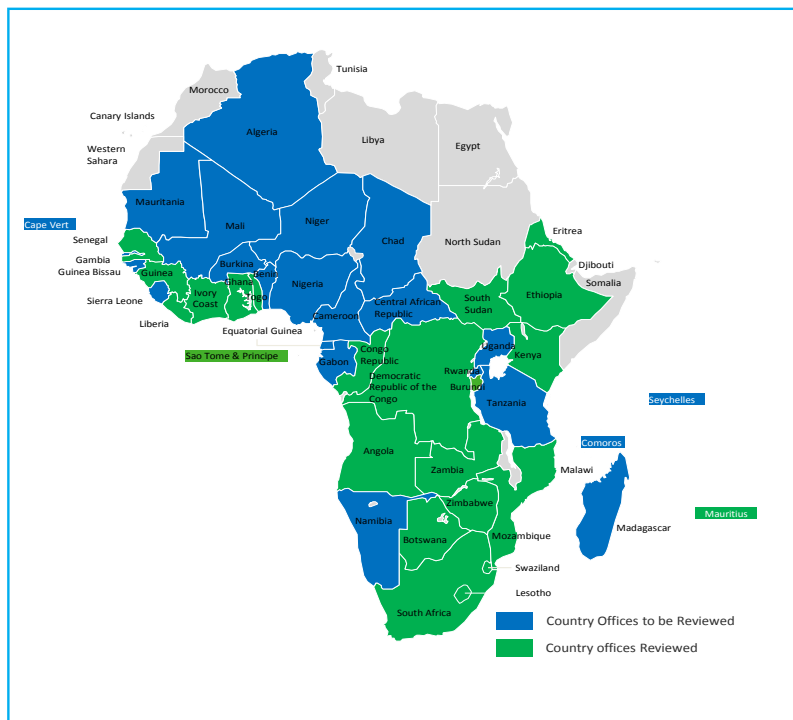 Tunisia
Morocco
Canary Islands
Algeria
Libya
Egypt
Western
Sahara
Mauritania
Mali
Niger
Cape Vert
Chad
Senegal
Eritrea
North Sudan
Gambia
Burkina
Djibouti
Guinea Bissau
Guinea
Benin
Somalia
Ghana
Nigeria
Ivory
Coast
Togo
South
Sudan
Ethiopia
Sierra Leone
Central African
Republic
Cameroon
Liberia
Equatorial Guinea
Uganda
Congo
Republic
Kenya
Sao Tome & Principe
Gabon
Rwanda
Democratic
Republic of the
Congo
Burundi
Tanzania
Seychelles
Comoros
Angola
Zambia
Malawi
Zimbabwe
Mauritius
Namibia
Madagascar
Botswana
Mozambique
Swaziland
Lesotho
South Africa
Country Offices to be Reviewed
Country offices Reviewed